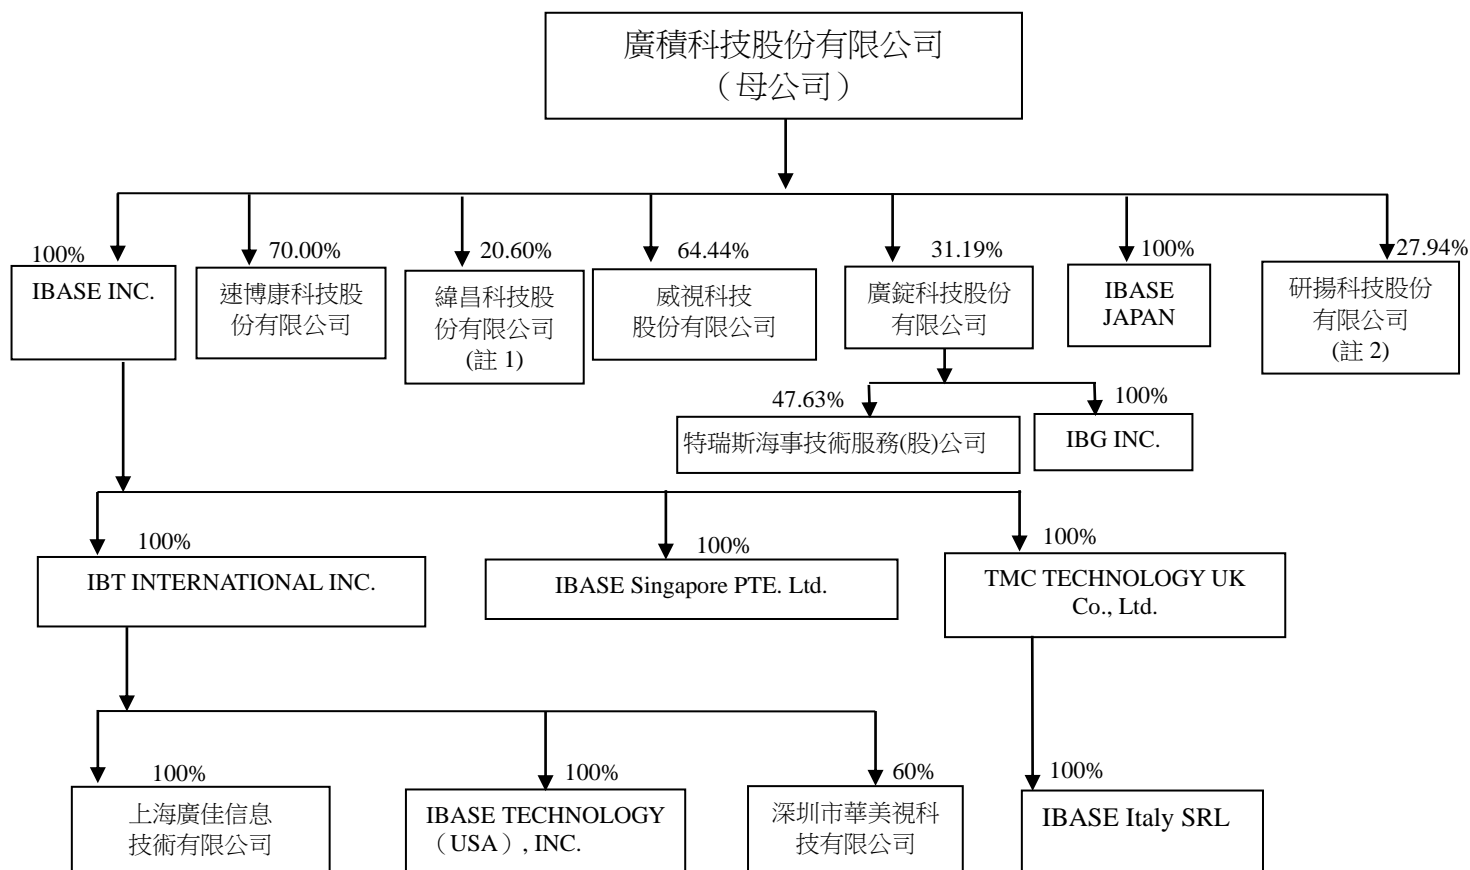 廣積科技股份有限公司
（母公司）
100%
70.00%
20.60%
64.44%
31.19%
100%
27.94%
IBASE INC.
速博康科技股
份有限公司
緯昌科技股
份有限公司
(註 1)
威視科技
股份有限公司
廣錠科技股份
有限公司
IBASE
JAPAN
研揚科技股份
有限公司
(註 2)
47.63%
100%
特瑞斯海事技術服務(股)公司
IBG INC.
100%
100%
100%
IBT INTERNATIONAL INC.
IBASE Singapore PTE. Ltd.
TMC TECHNOLOGY UK
Co., Ltd.
100%
100%
60%
100%
上海廣佳信息
技術有限公司
IBASE TECHNOLOGY
（USA）, INC.
深圳市華美視科
技有限公司
IBASE Italy SRL